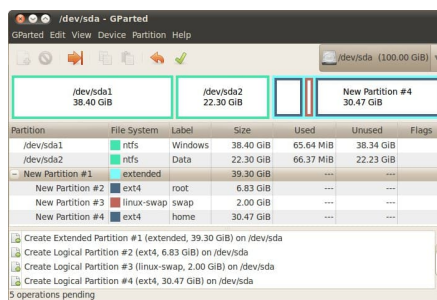 /dev/sda - GParted
GParted Edit View Device Partition Help
/dev/sda (100.00 GiB)
/dev/sda1
38.40 GiB
/dev/sda2
22.30 GiB
New Partition #4
30.47 GiB
Partition File System Label Size Used Unused Flags
/dev/sda1 ntfs Windows 38.40 GiB 65.64 MiB 38.34 GiB
/dev/sda2 ntfs Data 22.30 GiB 66.37 MiB 22.23 GiB
New Partition #1 extended 39.30 GiB --- ---
New Partition #2 ext4 root 6.83 GiB --- ---
New Partition #3 linux-swap swap 2.00 GiB --- ---
New Partition #4 ext4 home 30.47 GiB --- ---
Create Extended Partition #1 (extended, 39.30 GiB) on /dev/sda
Create Logical Partition #2 (ext4, 6.83 GiB) on /dev/sda
Create Logical Partition #3 (linux-swap, 2.00 GiB) on /dev/sda
Create Logical Partition #4 (ext4, 30.47 GiB) on /dev/sda
5 operations pending